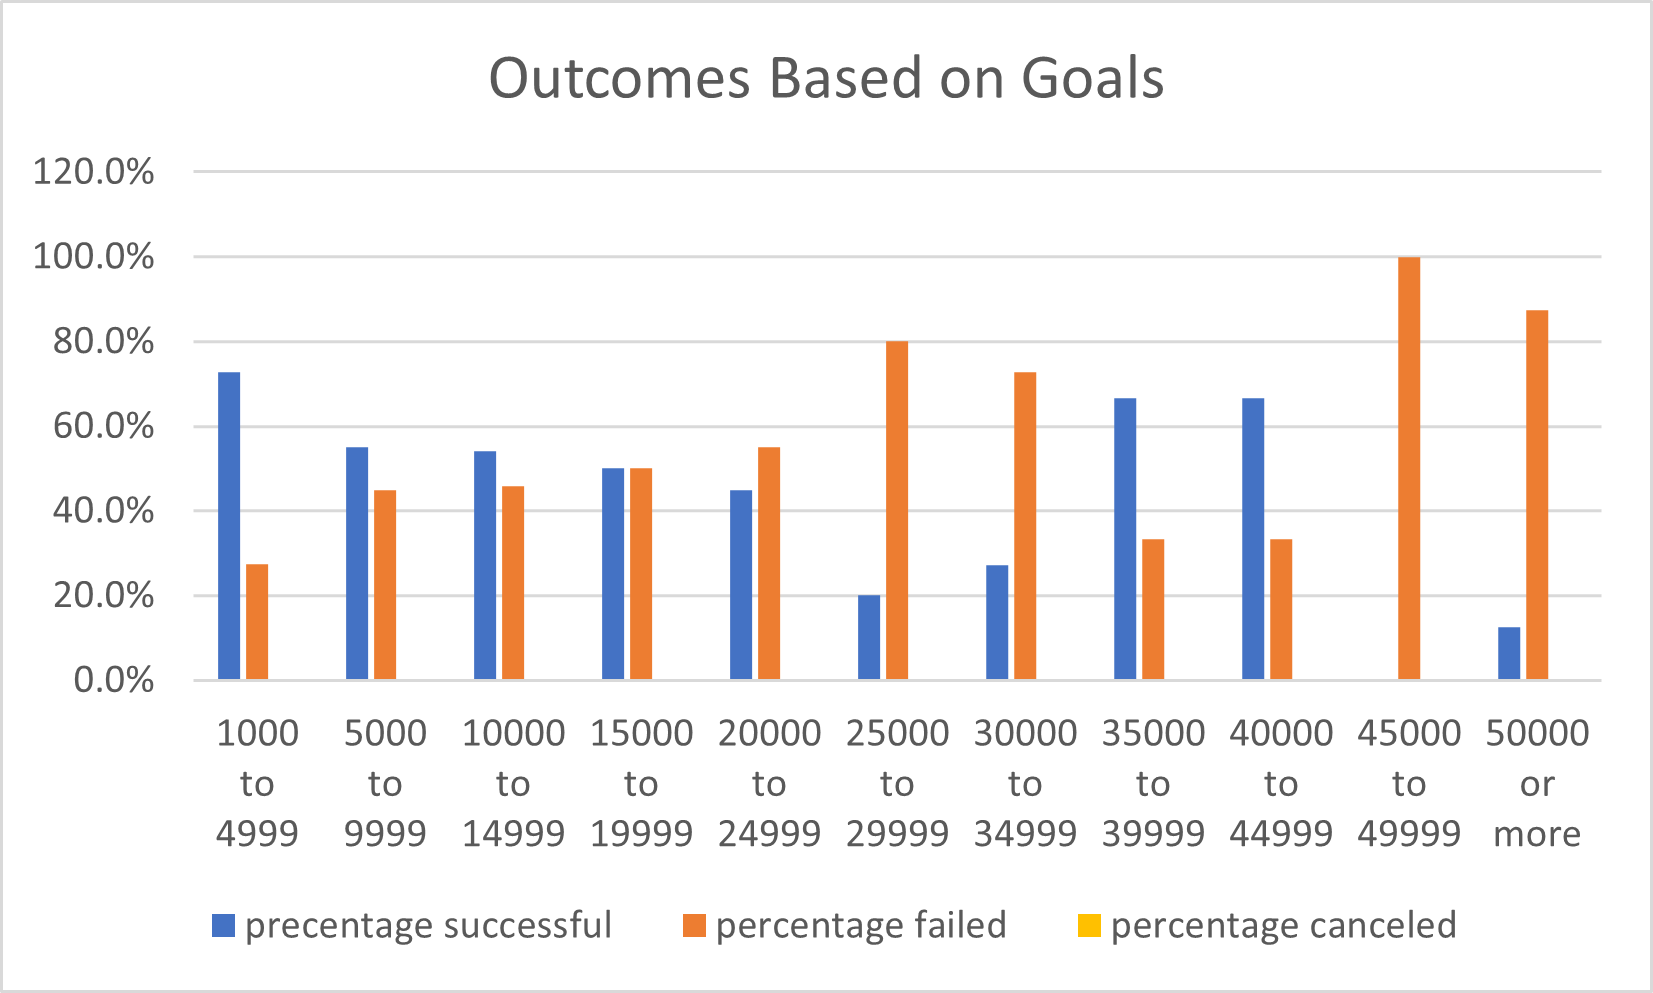 Outcomes Based on Goals
120.0%
100.0%
80.0%
60.0%
40.0%
20.0%
0.0%
1000 to 4999
5000 to 9999
10000 to 14999
15000 to 19999
20000 to 24999
25000 to 29999
30000 to 34999
35000 to 39999
40000 to 44999
45000 to 49999
50000 or more
precentage successful
percentage failed
percentage canceled